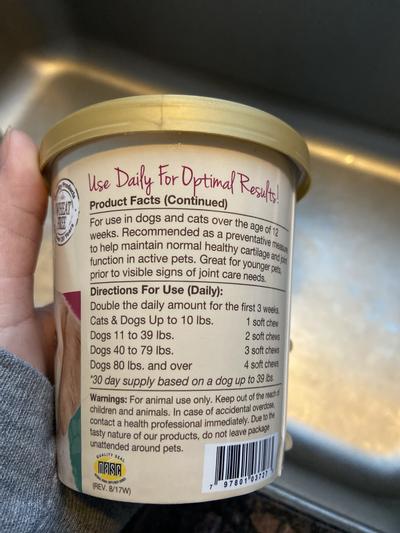 Use Daily For Optimal Results!
Product Facts (Continued)
WHEAT
FREE
For use in dogs and cats over the age of 12
weeks. Recommended as a preventative measure
to help maintain normal healthy cartilage and joint
function in active pets. Great for younger pets,
prior to visible signs of joint care needs.
Directions For Use (Daily):
Double the daily amount for the first 3 weeks.
Cats & Dogs Up to 10 lbs. 1 soft chew
Dogs 11 to 39 lbs. 2 soft chews
Dogs 40 to 79 lbs. 3 soft chews
Dogs 80 lbs. and over 4 soft chews
*30 day supply based on a dog up to 39 lbs.
Warnings: For animal use only. Keep out of the reach of
children and animals. In case of accidental overdose,
contact a health professional immediately. Due to the
tasty nature of our products, do not leave package
unattended around pets.
QUALITY SEAL
nasc
(REV. 8/17W)
7 97801 03727